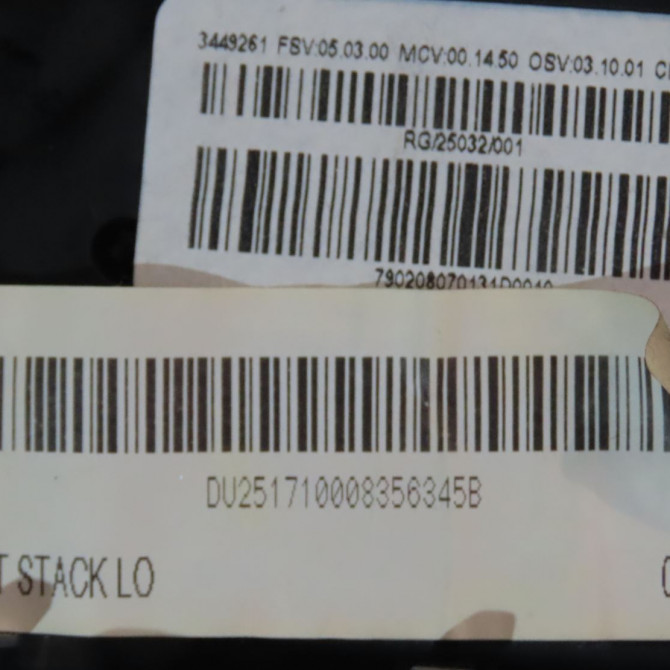 3449261 FSV:05.03.00 MCV:00.14.50 OSV:03.10.01
RG/25032/001
790208070131D0010
DU251710008356345B
T STACK LO